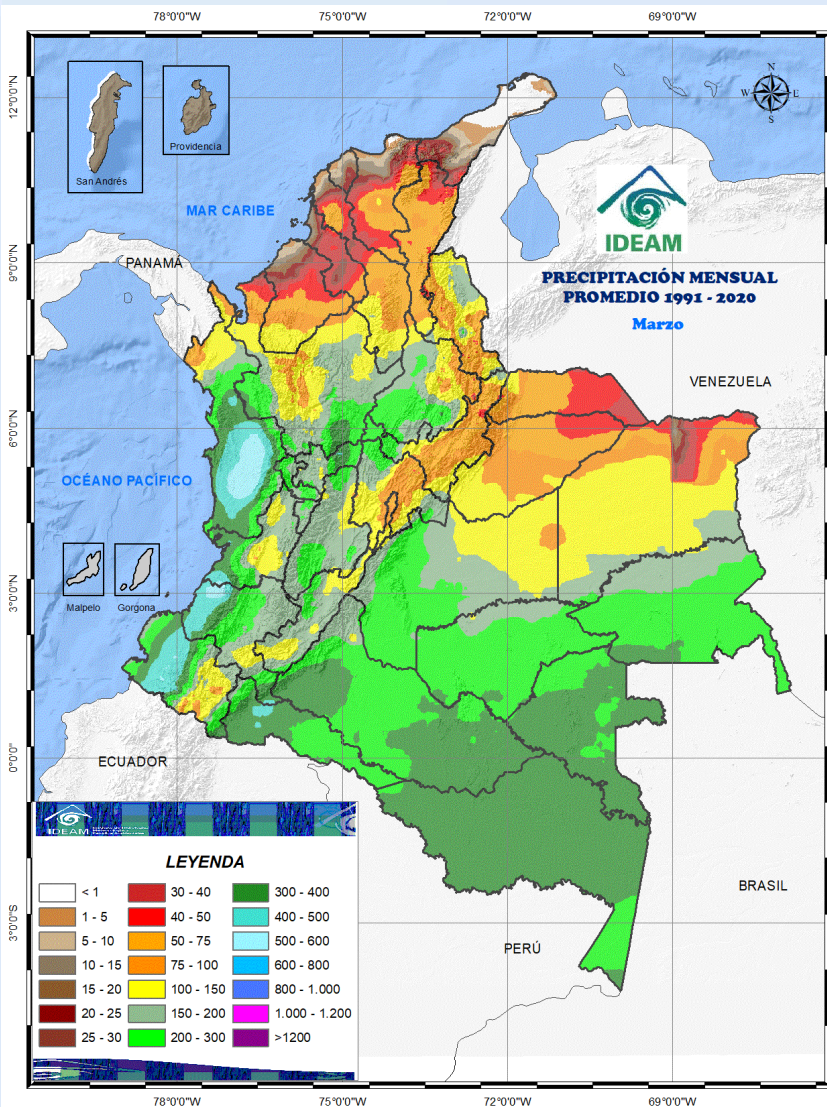 78°0'0"W 75°0'0"W 72°0'0"W 69°0'0"W
12°0'0"N
9°0'0"N
6°0'0"N
3°0'0"N
0°0'0"
3°0'0"S
N
W E
S
San Andrés
Providencia
MAR CARIBE
PANAMÁ
IDEAM
PRECIPITACIÓN MENSUAL
PROMEDIO 1991 - 2020
Marzo
VENEZUELA
OCÉANO PACÍFICO
Malpelo
Gorgona
ECUADOR
IDEAM
BRASIL
PERÚ
LEYENDA
< 1
1 - 5
5 - 10
10 - 15
15 - 20
20 - 25
25 - 30
30 - 40
40 - 50
50 - 75
75 - 100
100 - 150
150 - 200
200 - 300
300 - 400
400 - 500
500 - 600
600 - 800
800 - 1.000
1.000 - 1.200
>1200
78°0'0"W 75°0'0"W 72°0'0"W 69°0'0"W